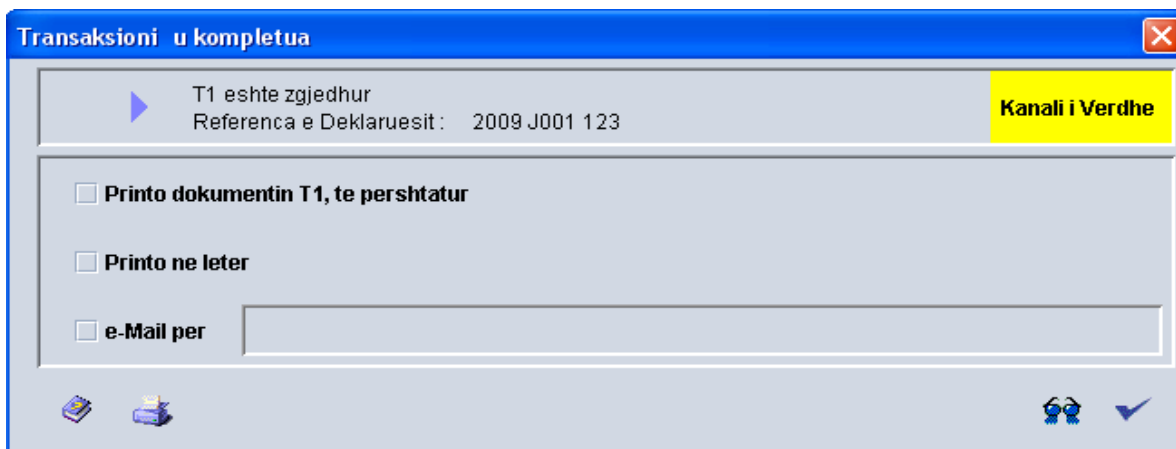 Transaksioni u kompletua
T1 eshte zgjedhur
Referenca e Deklaruesit : 2009 J001 123
Kanali i Verdhe
Printo dokumentin T1, te pershtatur
Printo ne leter
e-Mail per